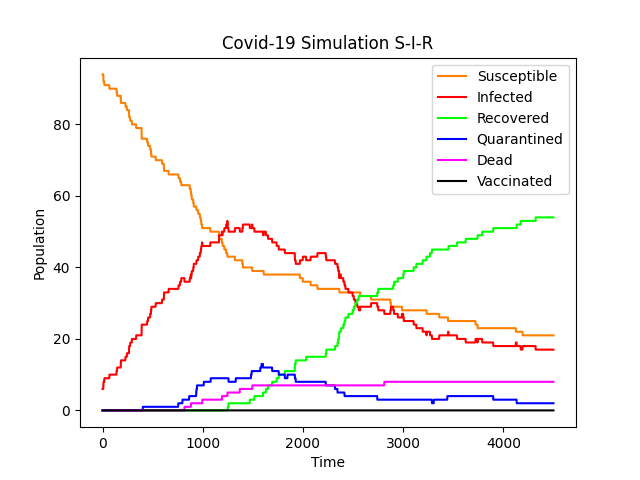 Covid-19 Simulation S-I-R
Susceptible
Infected
Recovered
Quarantined
Dead
Vaccinated
Population
80
60
40
20
0
0 1000 2000 3000 4000
Time